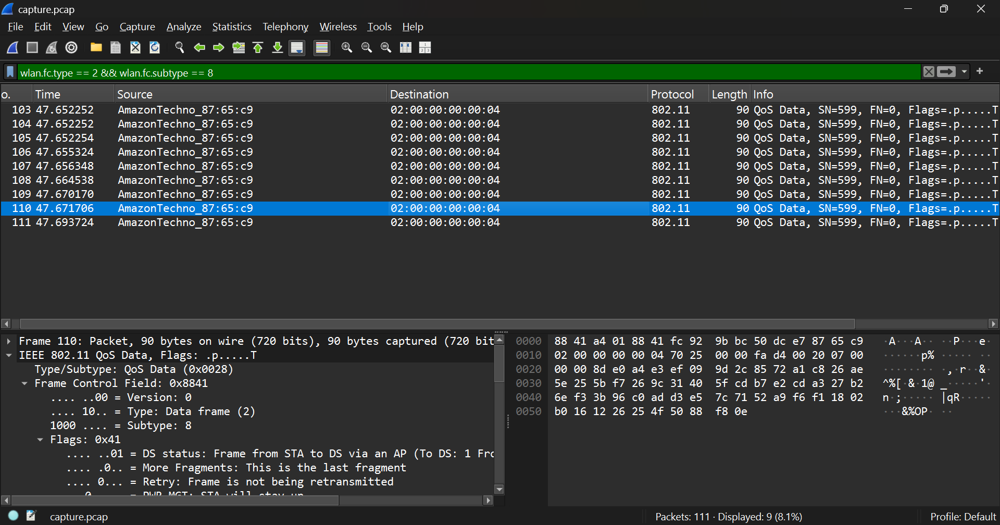 capture.pcap
File Edit View Go Capture Analyze Statistics Telephony Wireless Tools Help
wlan.fc.type == 2 && wlan.fc.subtype == 8
o. Time Source Destination Protocol Length Info
103 47.652252 AmazonTechno_87:65:c9 02:00:00:00:00:04 802.11 90 QoS Data, SN=599, FN=0, Flags=.p.....T
104 47.652252 AmazonTechno_87:65:c9 02:00:00:00:00:04 802.11 90 QoS Data, SN=599, FN=0, Flags=.p.....T
105 47.652254 AmazonTechno_87:65:c9 02:00:00:00:00:04 802.11 90 QoS Data, SN=599, FN=0, Flags=.p.....T
106 47.655324 AmazonTechno_87:65:c9 02:00:00:00:00:04 802.11 90 QoS Data, SN=599, FN=0, Flags=.p.....T
107 47.656348 AmazonTechno_87:65:c9 02:00:00:00:00:04 802.11 90 QoS Data, SN=599, FN=0, Flags=.p.....T
108 47.664538 AmazonTechno_87:65:c9 02:00:00:00:00:04 802.11 90 QoS Data, SN=599, FN=0, Flags=.p.....T
109 47.670170 AmazonTechno_87:65:c9 02:00:00:00:00:04 802.11 90 QoS Data, SN=599, FN=0, Flags=.p.....T
110 47.671706 AmazonTechno_87:65:c9 02:00:00:00:00:04 802.11 90 QoS Data, SN=599, FN=0, Flags=.p.....T
111 47.693724 AmazonTechno_87:65:c9 02:00:00:00:00:04 802.11 90 QoS Data, SN=599, FN=0, Flags=.p.....T
Frame 110: Packet, 90 bytes on wire (720 bits), 90 bytes captured (720 bit
IEEE 802.11 QoS Data, Flags: .p.....T
Type/Subtype: QoS Data (0x0028)
Frame Control Field: 0x8841
.... ..00 = Version: 0
.... 10.. = Type: Data frame (2)
1000 .... = Subtype: 8
Flags: 0x41
.... ..01 = DS status: Frame from STA to DS via an AP (To DS: 1 Fro
.... .0.. = More Fragments: This is the last fragment
.... 0... = Retry: Frame is not being retransmitted
...0 .... = PWR MGT: STA will stay up
0000 88 41 a4 01 88 41 fc 92 9b bc 50 dc e7 87 65 c9 ·A···A·· ··P···e·
0010 02 00 00 00 00 04 70 25 00 00 fa d4 00 20 07 00 ······p% ····· ··
0020 00 00 8d e0 a4 e3 ef 09 9d 2c 85 72 a1 c8 26 ae ········ ·,·r··&·
0030 5e 25 5b f7 26 9c 31 40 5f cd b7 e2 cd a3 27 b2 ^%[·&·1@ _·····'·
0040 6e f3 3b 96 c0 ad d3 e5 7c 71 52 a9 f6 f1 18 02 n·;····· |qR·····
0050 b0 16 12 26 25 4f 50 88 f8 0e ···&%OP· ··
capture.pcap Packets: 111 · Displayed: 9 (8.1%) Profile: Default